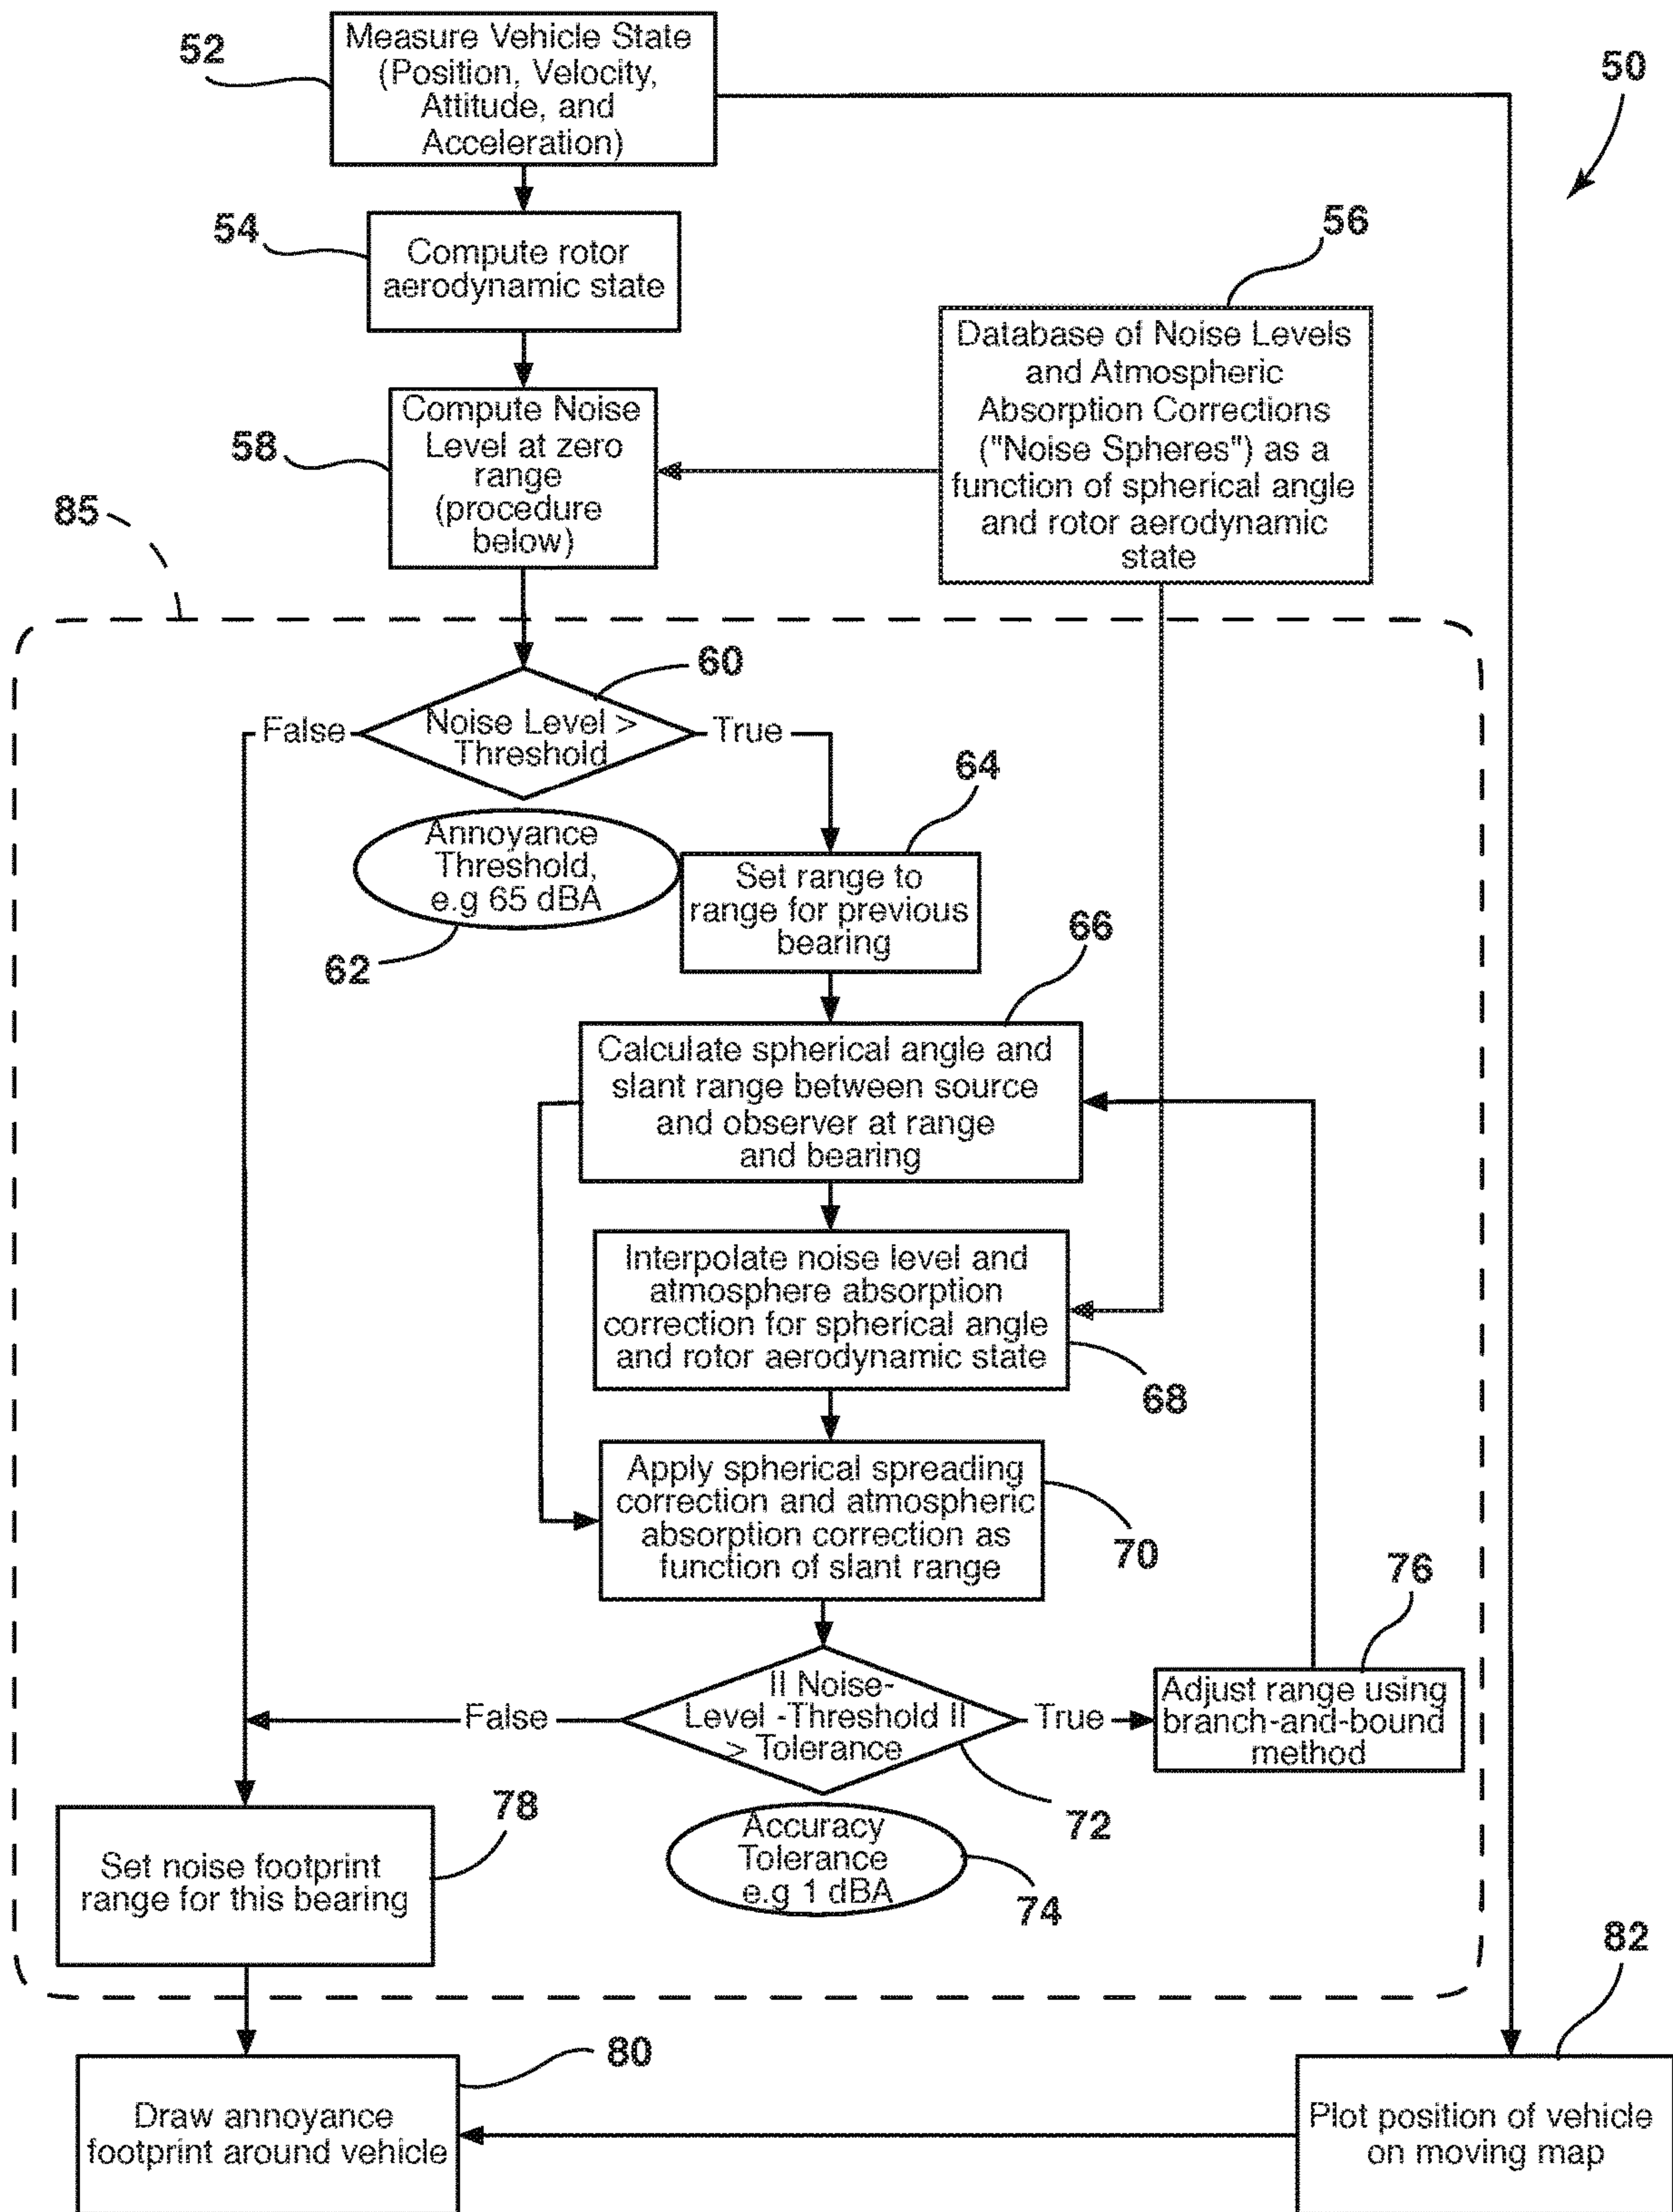 52
Measure Vehicle State
(Position, Velocity,
Attitude, and
Acceleration)
50
54
Compute rotor
aerodynamic state
56
Database of Noise Levels
and Atmospheric
Absorption Corrections
("Noise Spheres") as a
function of spherical angle
and rotor aerodynamic
state
58
Compute Noise
Level at zero
range
(procedure
below)
85
60
False
Noise Level >
Threshold
True
64
Annoyance
Threshold,
e.g 65 dBA
62
Set range to
range for previous
bearing
66
Calculate spherical angle and
slant range between source
and observer at range
and bearing
Interpolate noise level and
atmosphere absorption
correction for spherical angle
and rotor aerodynamic state
68
Apply spherical spreading
correction and atmospheric
absorption correction as
function of slant range
70
76
False
II Noise-
Level -Threshold II
> Tolerance
True
Adjust range using
branch-and-bound
method
72
78
Set noise footprint
range for this bearing
Accuracy
Tolerance
e.g 1 dBA
74
82
80
Draw annoyance
footprint around vehicle
Plot position of vehicle
on moving map